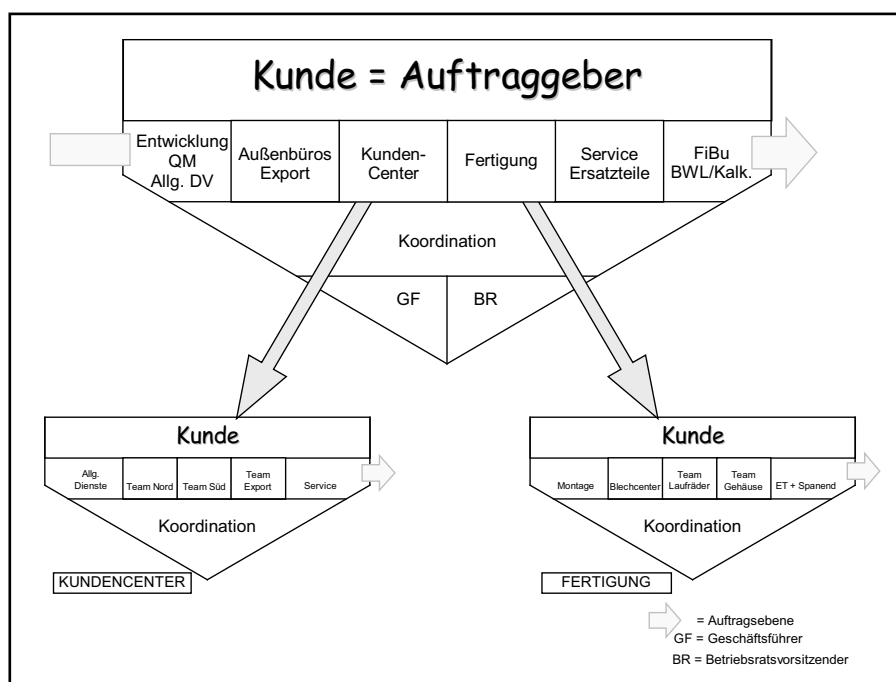 Kunde = Auftraggeber
Entwicklung
QM
Allg. DV
Außenbüros
Export
Kunden-
Center
Fertigung
Service
Ersatzteile
FiBu
BWL/Kalk.
Koordination
GF
BR
Kunde
Allg.
Dienste
Team Nord
Team Süd
Team
Export
Service
Koordination
KUNDENCENTER
Kunde
Montage
Blechcenter
Team
Laufräder
Team
Gehäuse
ET + Spanend
Koordination
FERTIGUNG
= Auftragsebene
GF = Geschäftsführer
BR = Betriebsratsvorsitzender